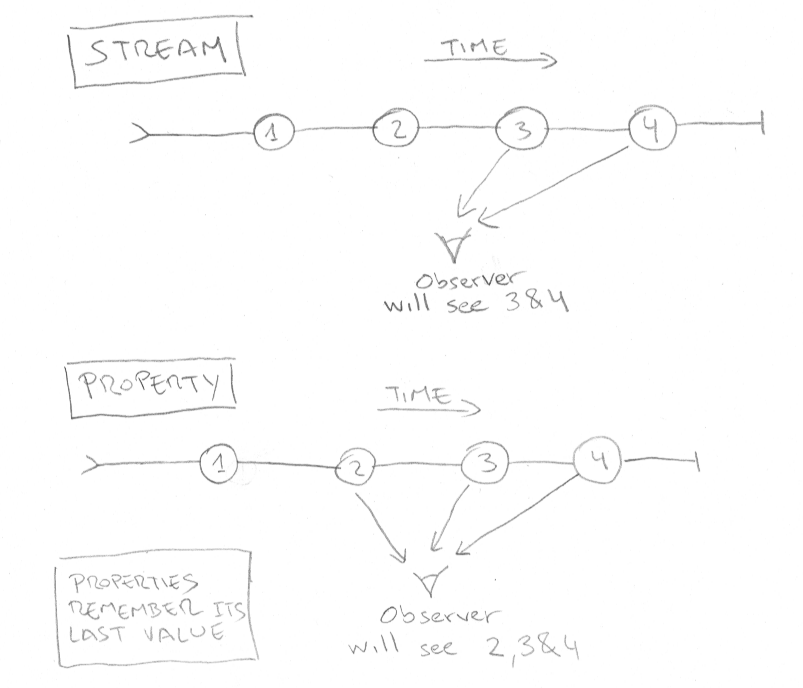 STREAM
TIME
1 2 3 4
Observer
will see 3&4
PROPERTY
TIME
1 2 3 4
PROPERTIES
REMEMBER ITS
LAST VALUE
Observer
will see 2,3&4